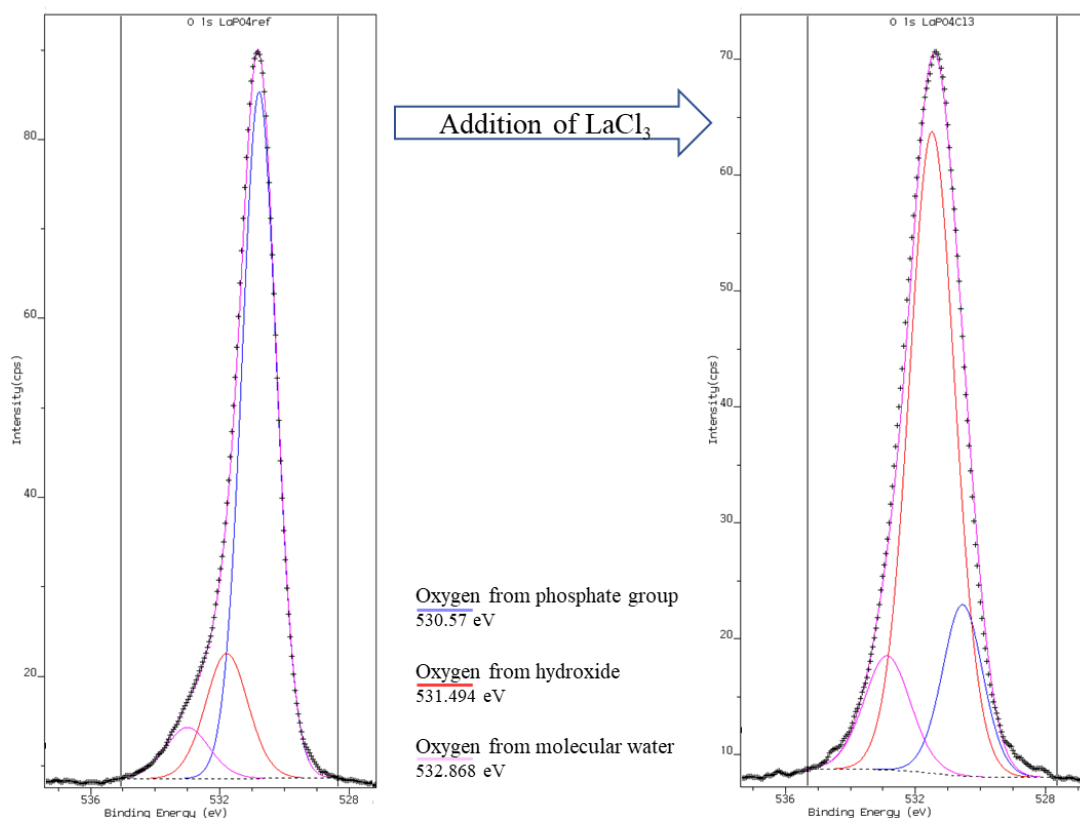 O 1s LaPO4ref
80
60
40
20
Intensity(cps)
536
532
528
Binding Energy (eV)
Addition of LaCl₃
Oxygen from phosphate group
530.57 eV
Oxygen from hydroxide
531.494 eV
Oxygen from molecular water
532.868 eV
O 1s LaPO4Cl3
70
60
50
40
30
20
10
Intensity(cps)
536
532
528
Binding Energy (eV)